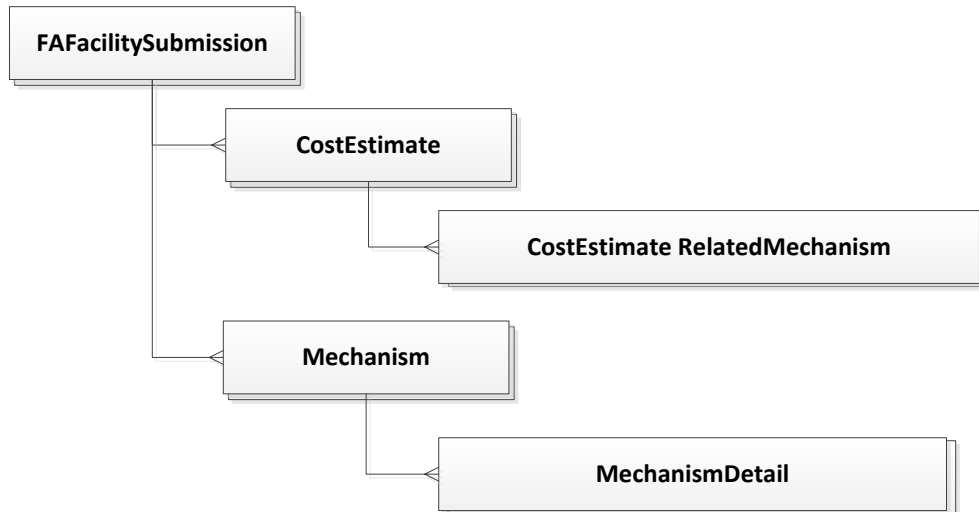 FAFacilitySubmission
CostEstimate
CostEstimate RelatedMechanism
Mechanism
MechanismDetail